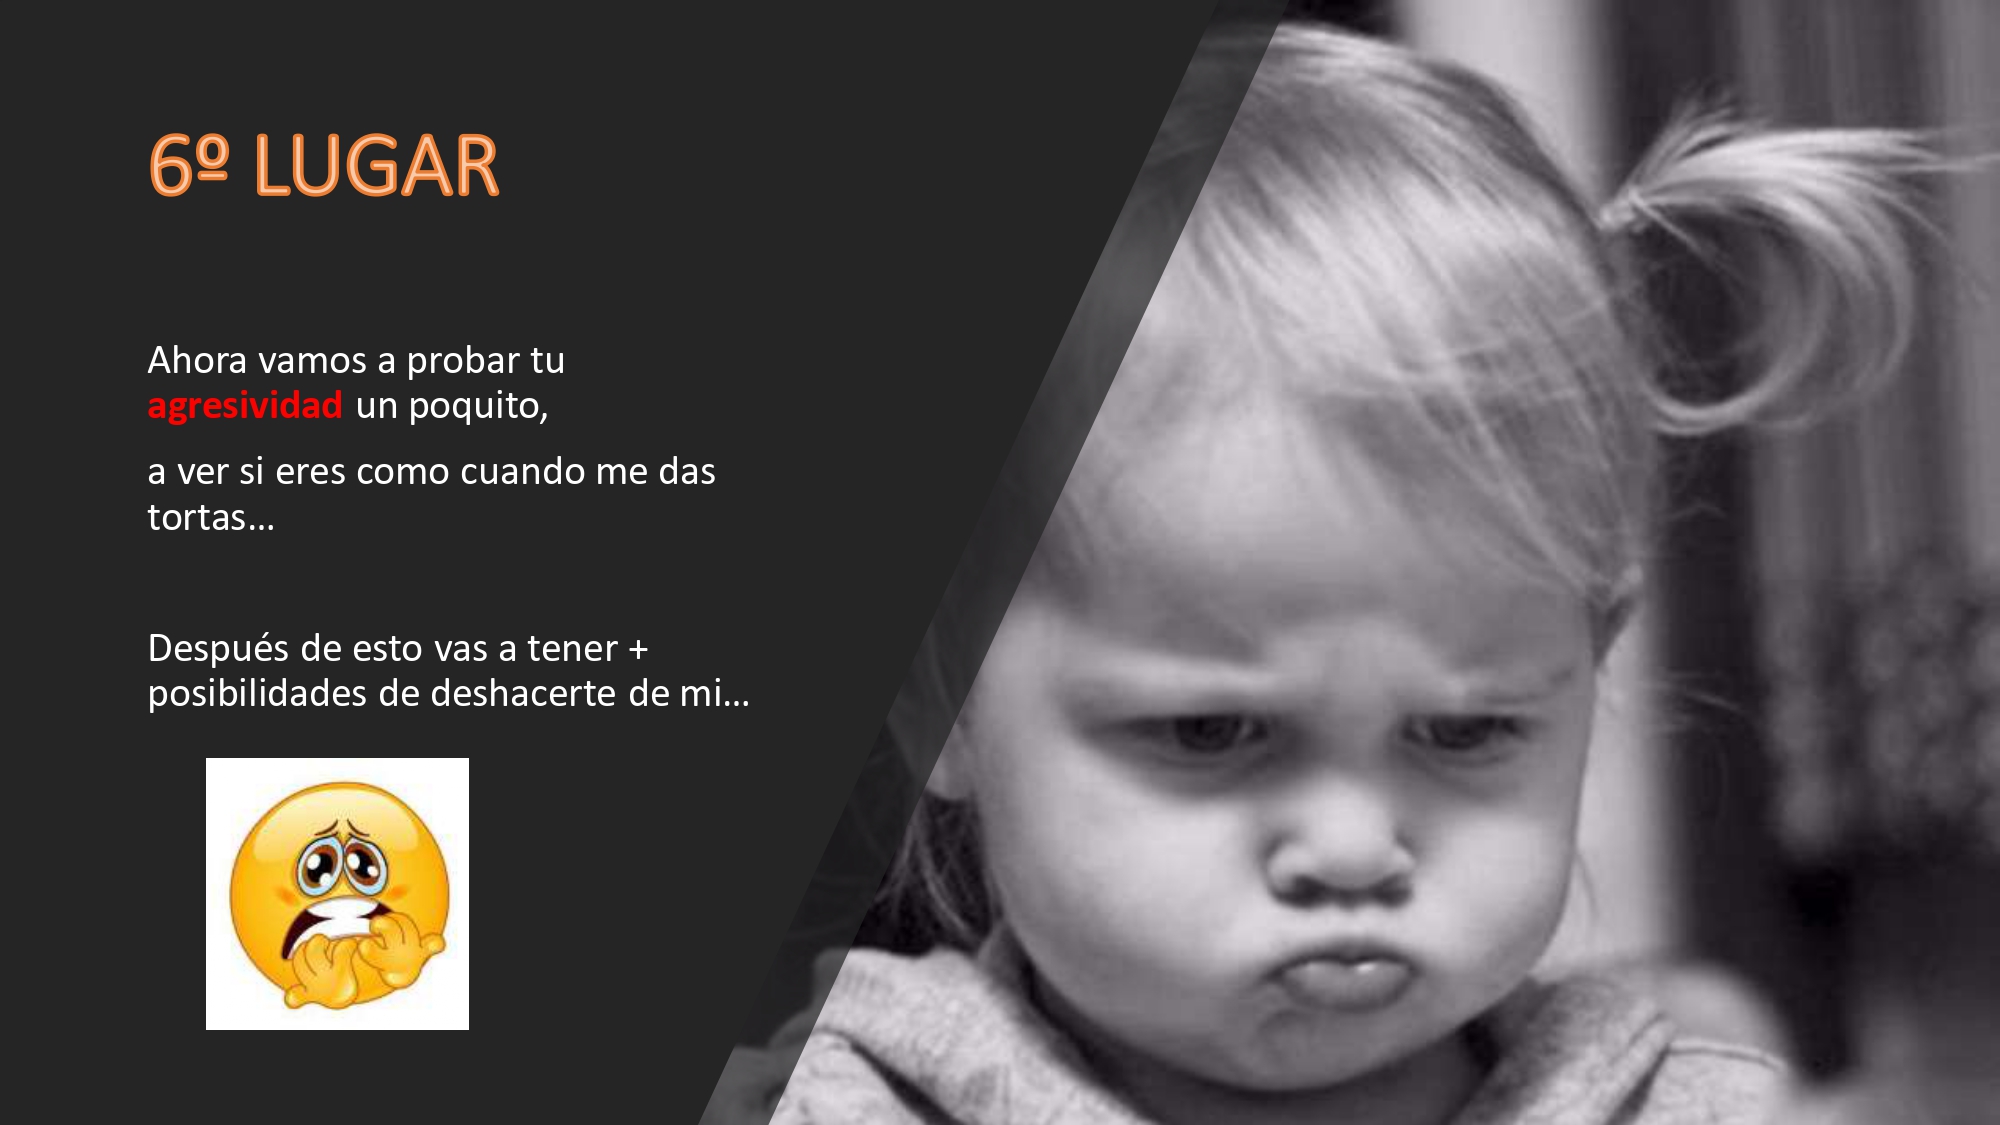 6º LUGAR
Ahora vamos a probar tu
agresividad un poquito,
a ver si eres como cuando me das
tortas...
Después de esto vas a tener +
posibilidades de deshacerte de mi...